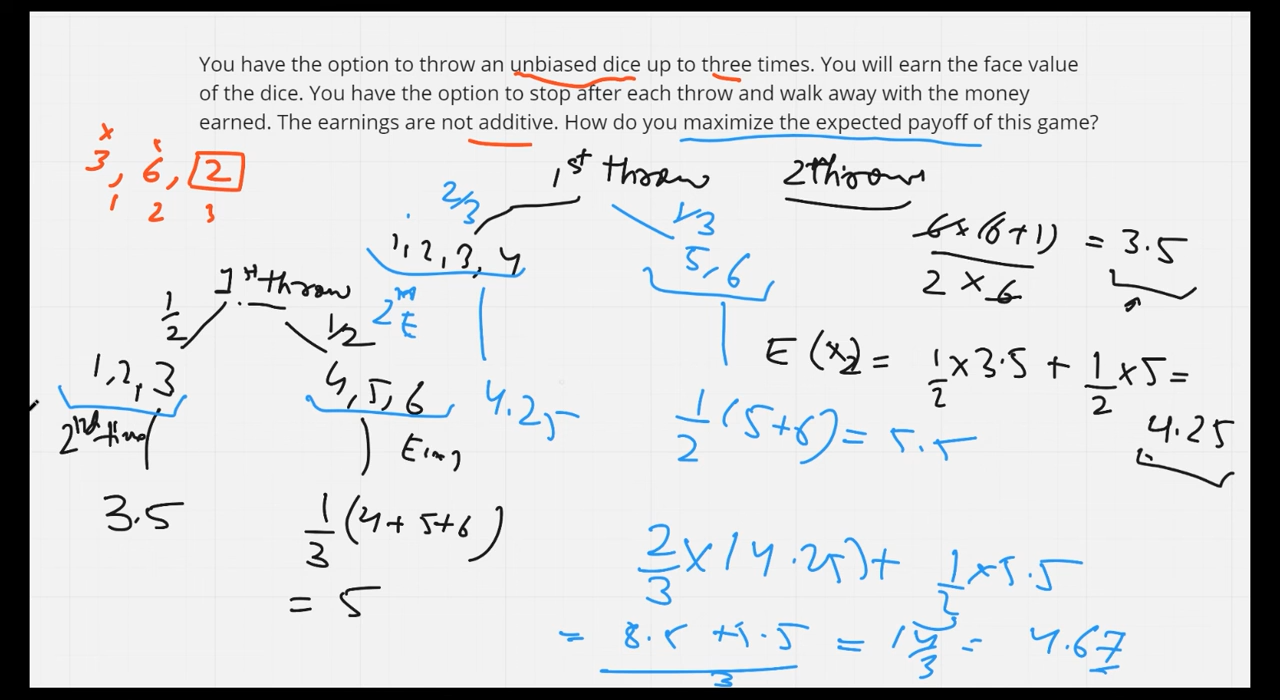 You have the option to throw an unbiased dice up to three times. You will earn the face value
of the dice. You have the option to stop after each throw and walk away with the money
earned. The earnings are not additive. How do you maximize the expected payoff of this game?
x
3, 6, 2
1 2 3
1st throw
2/3 1/3
1, 2, 3, 4
5, 6
4.25
1/2 (5+6) = 5.5
2 throw
6x(6+1) / 2 x 6 = 3.5
E(x2) = 1/2 x 3.5 + 1/2 x 5 =
4.25
1st throw
1/2 1/2
1, 2, 3
4, 5, 6
3.5
1/3 (4 + 5 + 6)
= 5
2/3 x (4.25) + 1/2 x 5.5
= 8.5 + 5.5 / 3 = 14/3 = 4.67